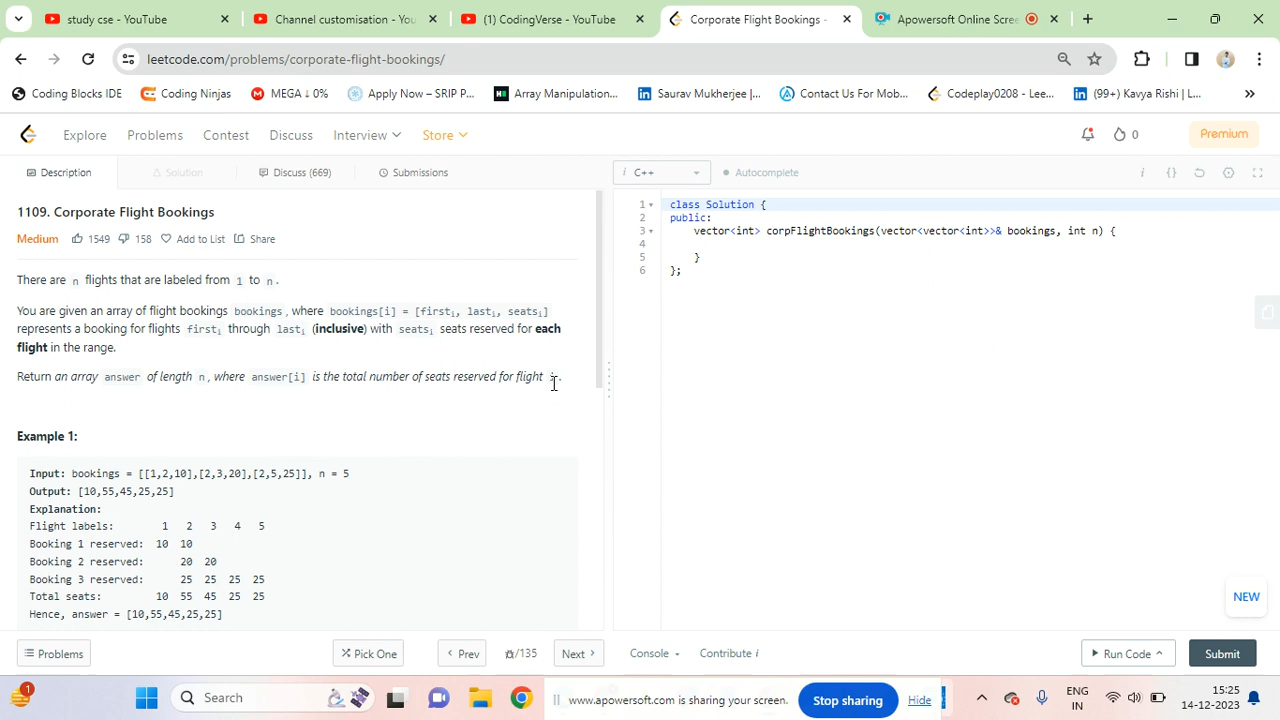 study cse - YouTube
Channel customisation - You
(1) CodingVerse - YouTube
Corporate Flight Bookings -
Apowersoft Online Scree
leetcode.com/problems/corporate-flight-bookings/
Coding Blocks IDE
Coding Ninjas
MEGA ↓ 0%
Apply Now – SRIP P...
Array Manipulation...
Saurav Mukherjee |...
Contact Us For Mob...
Codeplay0208 - Lee...
(99+) Kavya Rishi | L...
Explore
Problems
Contest
Discuss
Interview
Store
0
Premium
Description
Solution
Discuss (669)
Submissions
i C++
Autocomplete
1109. Corporate Flight Bookings
Medium 1549 158 Add to List Share
There are n flights that are labeled from 1 to n.
You are given an array of flight bookings bookings, where bookings[i] = [firsti, lasti, seatsi]
represents a booking for flights firsti through lasti (inclusive) with seatsi seats reserved for each
flight in the range.
Return an array answer of length n, where answer[i] is the total number of seats reserved for flight i.
Example 1:
Input: bookings = [[1,2,10],[2,3,20],[2,5,25]], n = 5
Output: [10,55,45,25,25]
Explanation:
Flight labels: 1 2 3 4 5
Booking 1 reserved: 10 10
Booking 2 reserved: 20 20
Booking 3 reserved: 25 25 25 25
Total seats: 10 55 45 25 25
Hence, answer = [10,55,45,25,25]
1 class Solution {
2 public:
3 vector<int> corpFlightBookings(vector<vector<int>>& bookings, int n) {
4
5 }
6 };
NEW
Problems
Pick One
Prev
/135
Next
Console
Contribute i
Run Code
Submit
1
Search
www.apowersoft.com is sharing your screen.
Stop sharing
Hide
ENG
IN
15:25
14-12-2023